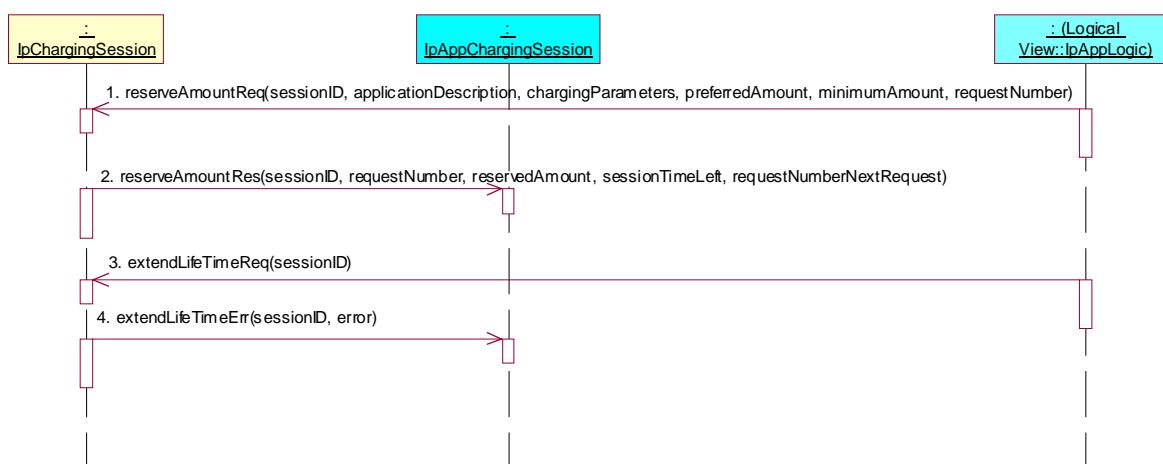 :
IpChargingSession
:
IpAppChargingSession
: (Logical
View::IpAppLogic)
1. reserveAmountReq(sessionID, applicationDescription, chargingParameters, preferredAmount, minimumAmount, requestNumber)
2. reserveAmountRes(sessionID, requestNumber, reservedAmount, sessionTimeLeft, requestNumberNextRequest)
3. extendLifeTimeReq(sessionID)
4. extendLifeTimeErr(sessionID, error)